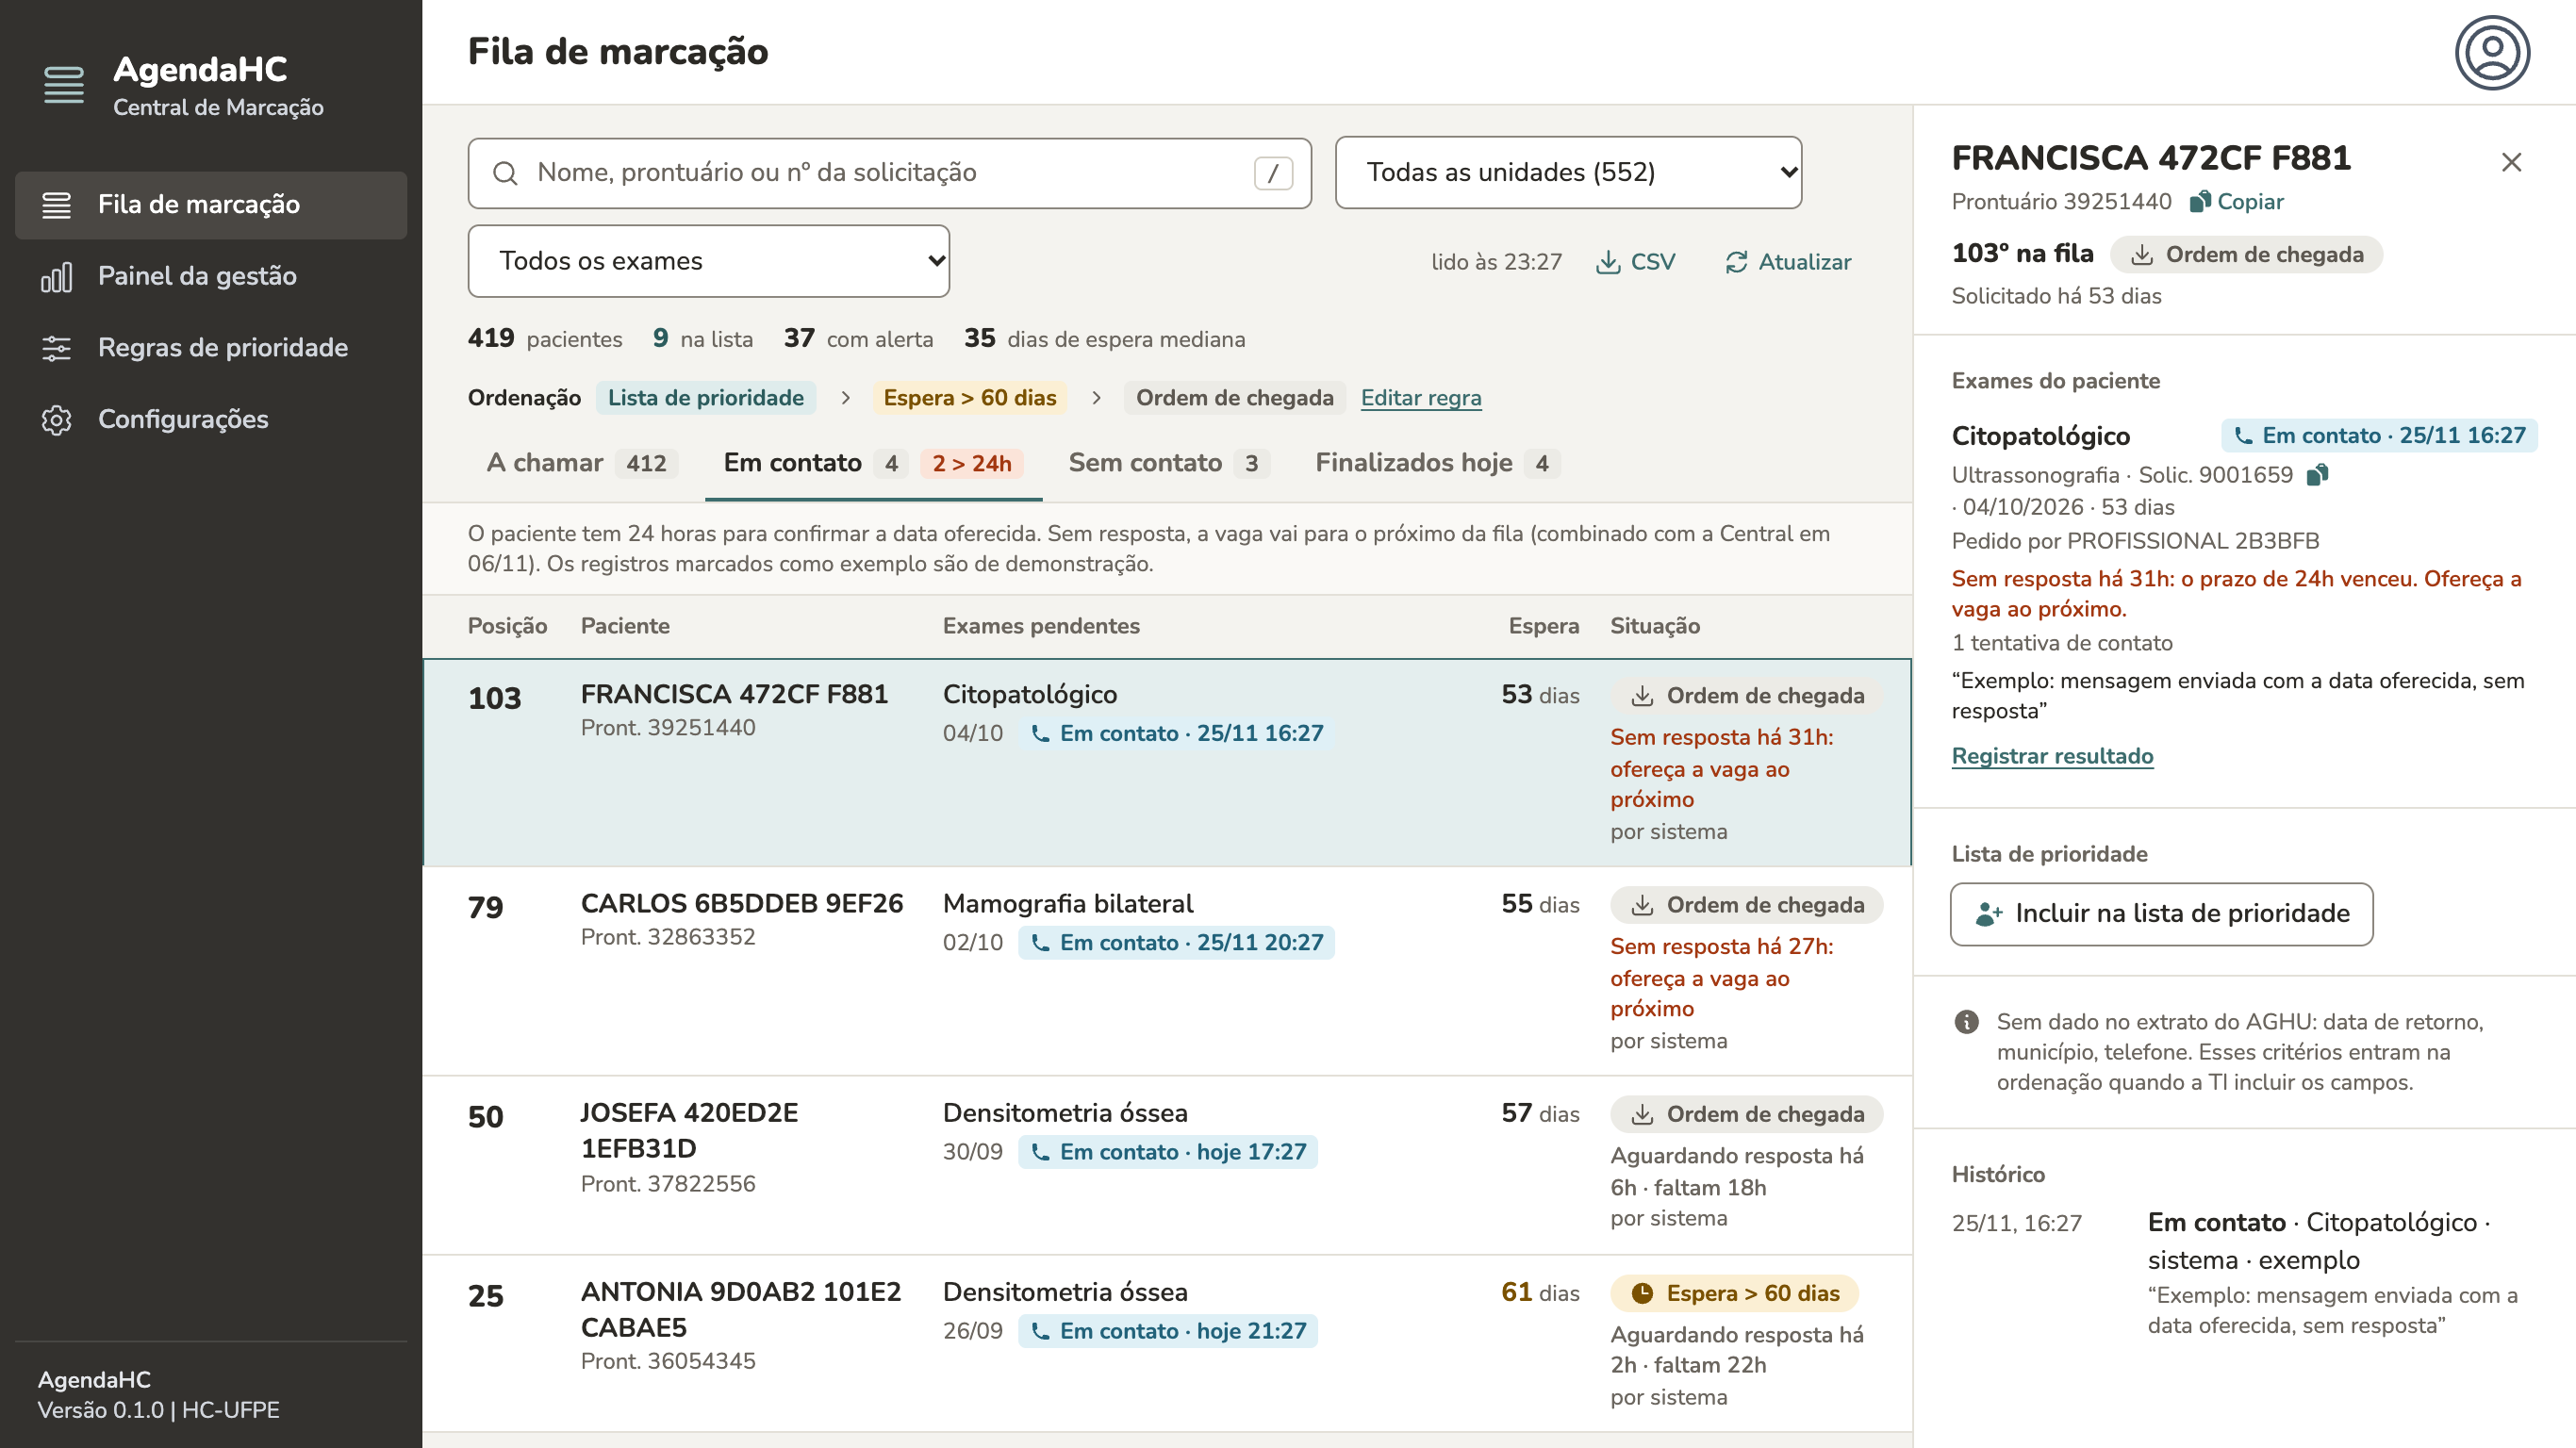 AgendaHC
Central de Marcação
Fila de marcação
Painel da gestão
Regras de prioridade
Configurações
AgendaHC
Versão 0.1.0 | HC-UFPE
Fila de marcação
Nome, prontuário ou nº da solicitação
/
Todas as unidades (552)
Todos os exames
lido às 23:27
CSV
Atualizar
419 pacientes 9 na lista 37 com alerta 35 dias de espera mediana
Ordenação Lista de prioridade > Espera > 60 dias > Ordem de chegada Editar regra
A chamar 412 Em contato 4 2 > 24h Sem contato 3 Finalizados hoje 4
O paciente tem 24 horas para confirmar a data oferecida. Sem resposta, a vaga vai para o próximo da fila (combinado com a Central em
06/11). Os registros marcados como exemplo são de demonstração.
Posição Paciente Exames pendentes Espera Situação
103 FRANCISCA 472CF F881 Citopatológico 53 dias Ordem de chegada
Pront. 39251440 04/10 Em contato · 25/11 16:27 Sem resposta há 31h:
ofereça a vaga ao
próximo
por sistema
79 CARLOS 6B5DDEB 9EF26 Mamografia bilateral 55 dias Ordem de chegada
Pront. 32863352 02/10 Em contato · 25/11 20:27 Sem resposta há 27h:
ofereça a vaga ao
próximo
por sistema
50 JOSEFA 420ED2E Densitometria óssea 57 dias Ordem de chegada
1EFB31D 30/09 Em contato · hoje 17:27 Aguardando resposta há
Pront. 37822556 6h · faltam 18h
por sistema
25 ANTONIA 9D0AB2 101E2 Densitometria óssea 61 dias Espera > 60 dias
CABAE5 26/09 Em contato · hoje 21:27 Aguardando resposta há
Pront. 36054345 2h · faltam 22h
por sistema
FRANCISCA 472CF F881
Prontuário 39251440 Copiar
103º na fila Ordem de chegada
Solicitado há 53 dias
Exames do paciente
Citopatológico Em contato · 25/11 16:27
Ultrassonografia · Solic. 9001659
· 04/10/2026 · 53 dias
Pedido por PROFISSIONAL 2B3BFB
Sem resposta há 31h: o prazo de 24h venceu. Ofereça a
vaga ao próximo.
1 tentativa de contato
“Exemplo: mensagem enviada com a data oferecida, sem
resposta”
Registrar resultado
Lista de prioridade
Incluir na lista de prioridade
Sem dado no extrato do AGHU: data de retorno,
município, telefone. Esses critérios entram na
ordenação quando a TI incluir os campos.
Histórico
25/11, 16:27 Em contato · Citopatológico ·
sistema · exemplo
“Exemplo: mensagem enviada com a
data oferecida, sem resposta”